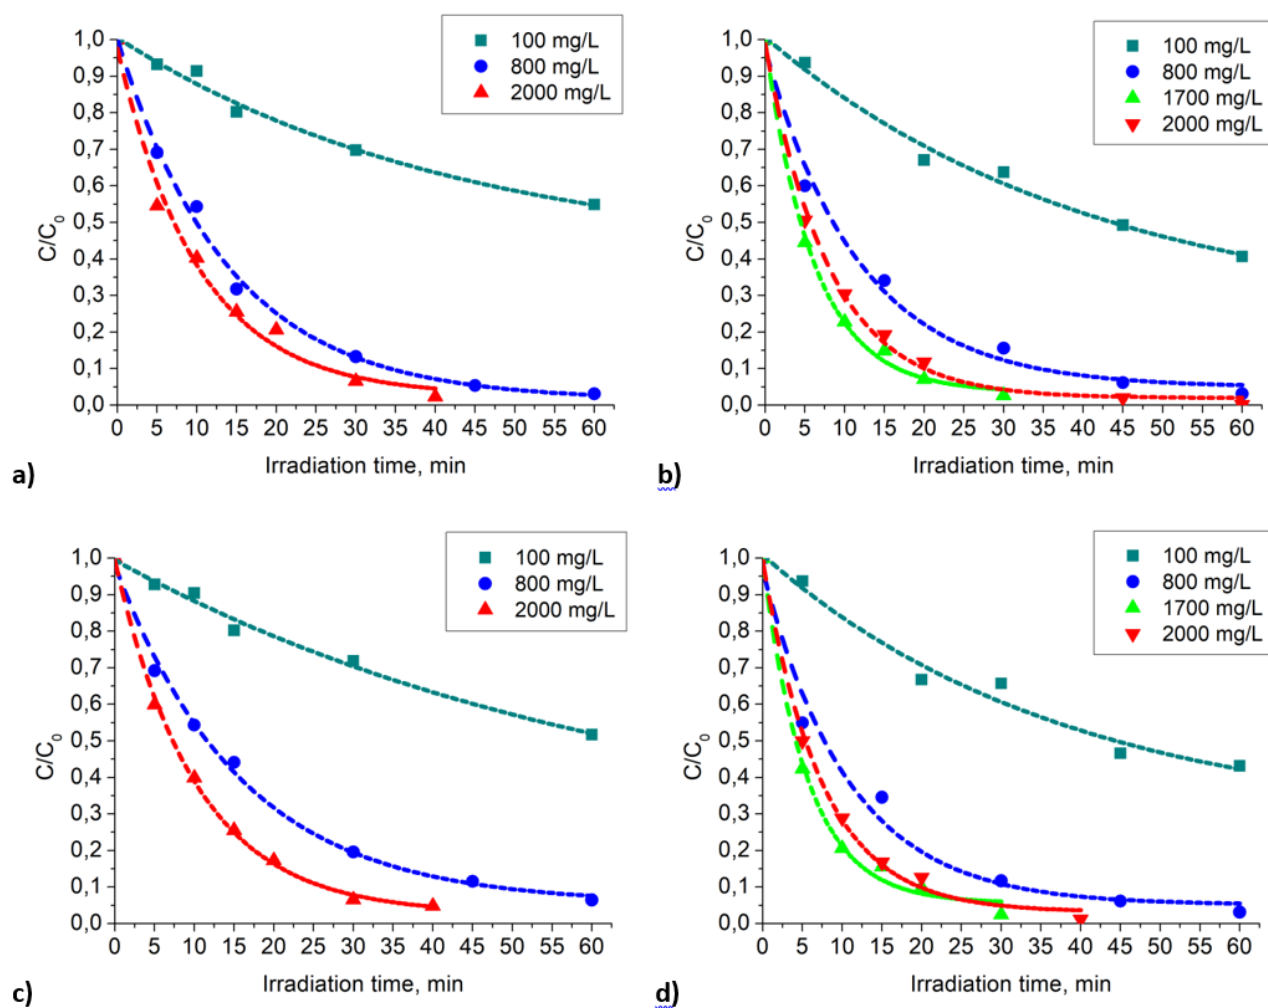 1,0
0,9
0,8
0,7
0,6
0,5
0,4
0,3
0,2
0,1
0,0
C/C0
0 5 10 15 20 25 30 35 40 45 50 55 60
Irradiation time, min
100 mg/L
800 mg/L
2000 mg/L
a)
1,0
0,9
0,8
0,7
0,6
0,5
0,4
0,3
0,2
0,1
0,0
C/C0
0 5 10 15 20 25 30 35 40 45 50 55 60
Irradiation time, min
100 mg/L
800 mg/L
1700 mg/L
2000 mg/L
b)
1,0
0,9
0,8
0,7
0,6
0,5
0,4
0,3
0,2
0,1
0,0
C/C0
0 5 10 15 20 25 30 35 40 45 50 55 60
Irradiation time, min
100 mg/L
800 mg/L
2000 mg/L
c)
1,0
0,9
0,8
0,7
0,6
0,5
0,4
0,3
0,2
0,1
0,0
C/C0
0 5 10 15 20 25 30 35 40 45 50 55 60
Irradiation time, min
100 mg/L
800 mg/L
1700 mg/L
2000 mg/L
d)